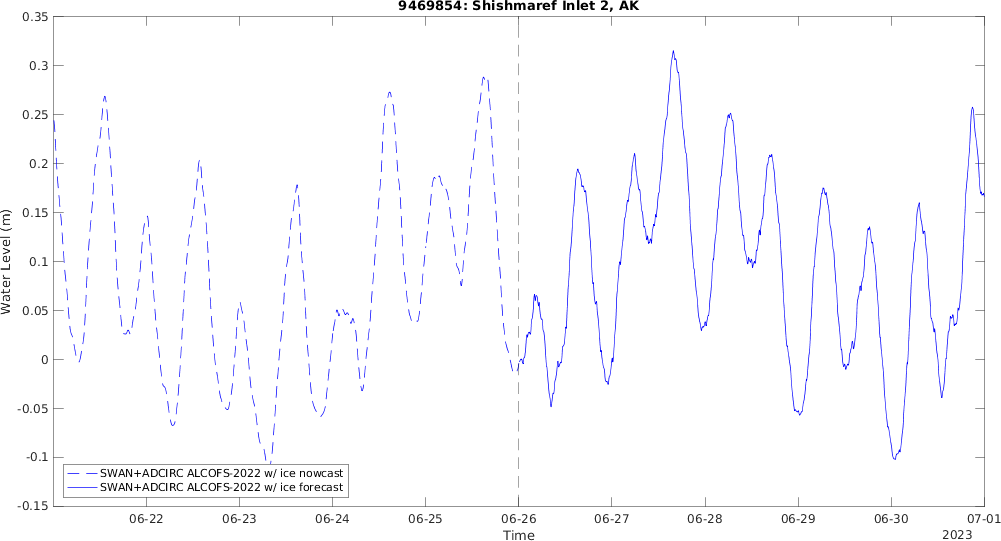 9469854: Shishmaref Inlet 2, AK
0.35
0.3
0.25
0.2
0.15
0.1
0.05
0
-0.05
-0.1
-0.15
Water Level (m)
SWAN+ADCIRC ALCOFS-2022 w/ ice nowcast
SWAN+ADCIRC ALCOFS-2022 w/ ice forecast
06-22 06-23 06-24 06-25 06-26 06-27 06-28 06-29 06-30 07-01
Time
2023